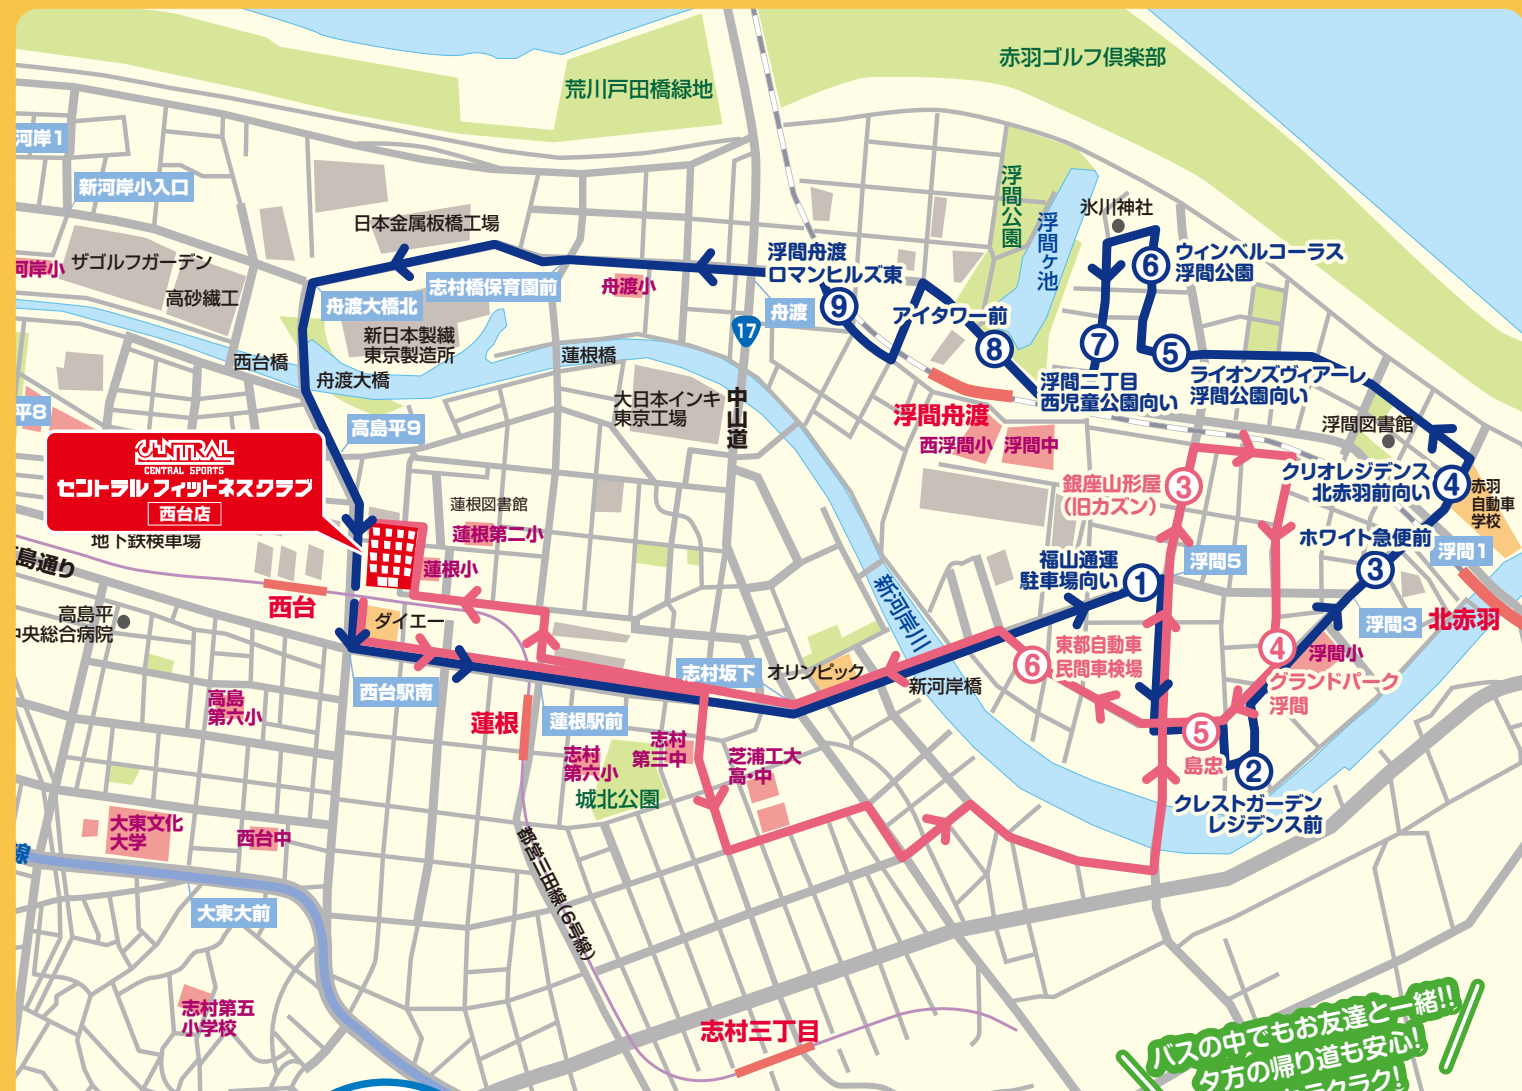 赤羽ゴルフ倶楽部
荒川戸田橋緑地
河岸1
新河岸小入口
浮間公園
浮間ヶ池
氷川神社
日本金属板橋工場
ザゴルフガーデン
河岸小
高砂繊工
志村橋保育園前
舟渡小
浮間舟渡
ロマンヒルズ東
⑨
舟渡
アイタワー前
⑧
⑥
ウィンベルコーラス
浮間公園
⑦
⑤
ライオンズヴィアーレ
浮間公園向い
舟渡大橋北
新日本製繊
東京製造所
17
西台橋
舟渡大橋
蓮根橋
大日本インキ
東京工場
中山道
浮間二丁目
西児童公園向い
浮間舟渡
西浮間小
浮間中
浮間図書館
平8
高島平9
CENTRAL
CENTRAL SPORTS
セントラルフィットネスクラブ
西台店
地下鉄検車場
蓮根図書館
蓮根第二小
蓮根小
銀座山形屋
(旧カズン)
③
クリオレジデンス
北赤羽前向い
④
赤羽
自動車
学校
ホワイト急便前
③
浮間1
福山通運
駐車場向い
①
浮間5
新河岸川
島通り
西台
高島平
中央総合病院
ダイエー
浮間3
北赤羽
浮間小
④
グランドパーク
浮間
東都自動車
民間車検場
⑥
オリンピック
新河岸橋
志村坂下
西台駅南
高島
第六小
蓮根
蓮根駅前
志村
第六小
志村
第三中
城北公園
芝浦工大
高・中
⑤
島忠
②
クレストガーデン
レジデンス前
大東文化
大学
西台中
線
大東大前
都営三田線(6号線)
志村第五
小学校
志村三丁目
バスの中でもお友達と一緒!!
夕方の帰り道も安心!
ラクラク!